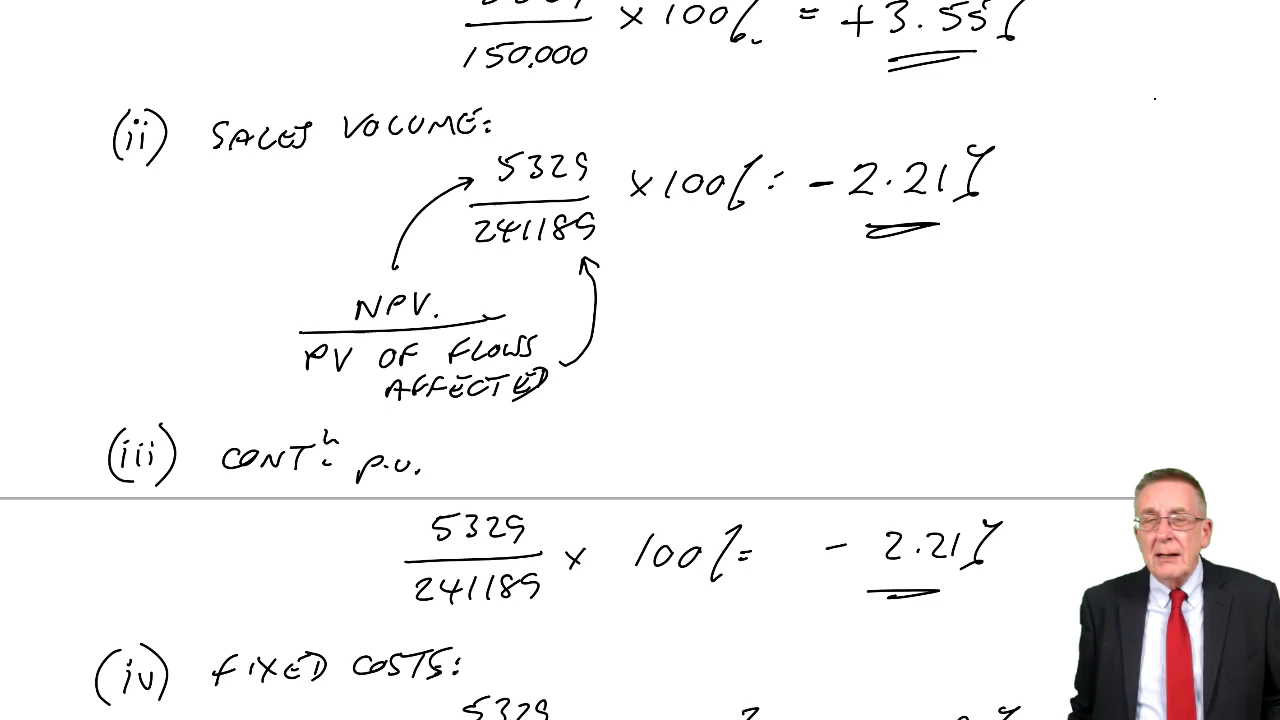 150,000 × 100% = +3.55%
(ii) SALES VOLUME:
5329
241189 × 100% = - 2.21%
NPV.
PV OF FLOWS
AFFECTED
(iii) CONTⁿ p.u.
5329
241189 × 100% = - 2.21%
(iv) FIXED COSTS:
5329